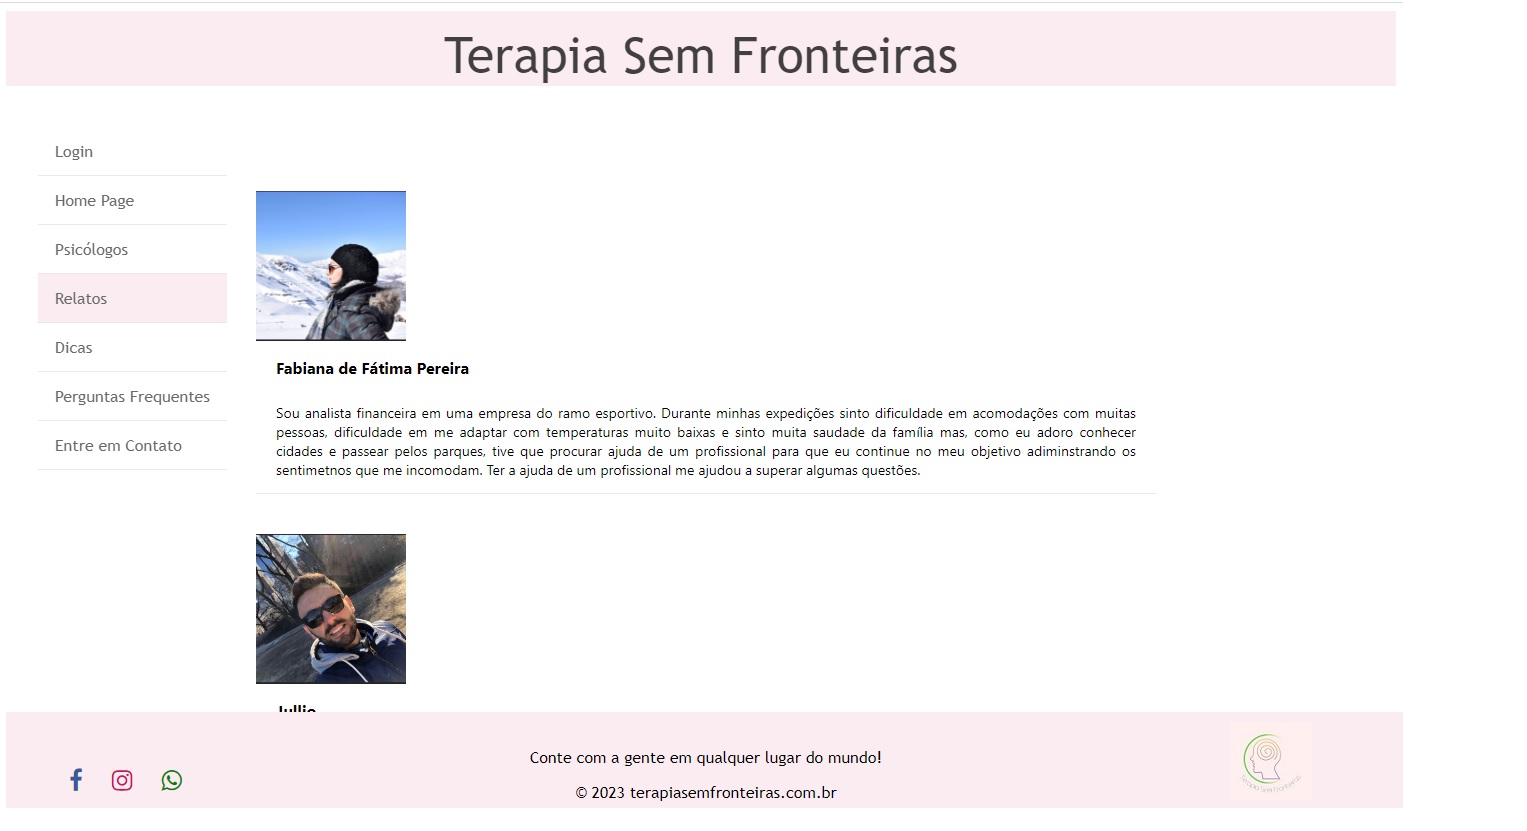 Terapia Sem Fronteiras
Login
Home Page
Psicólogos
Relatos
Dicas
Perguntas Frequentes
Entre em Contato
Fabiana de Fátima Pereira
Sou analista financeira em uma empresa do ramo esportivo. Durante minhas expedições sinto dificuldade em acomodações com muitas
pessoas, dificuldade em me adaptar com temperaturas muito baixas e sinto muita saudade da família mas, como eu adoro conhecer
cidades e passear pelos parques, tive que procurar ajuda de um profissional para que eu continue no meu objetivo adiminstrando os
sentimetnos que me incomodam. Ter a ajuda de um profissional me ajudou a superar algumas questões.
Jullio
Conte com a gente em qualquer lugar do mundo!
© 2023 terapiasemfronteiras.com.br
Terapia Sem Fronteiras